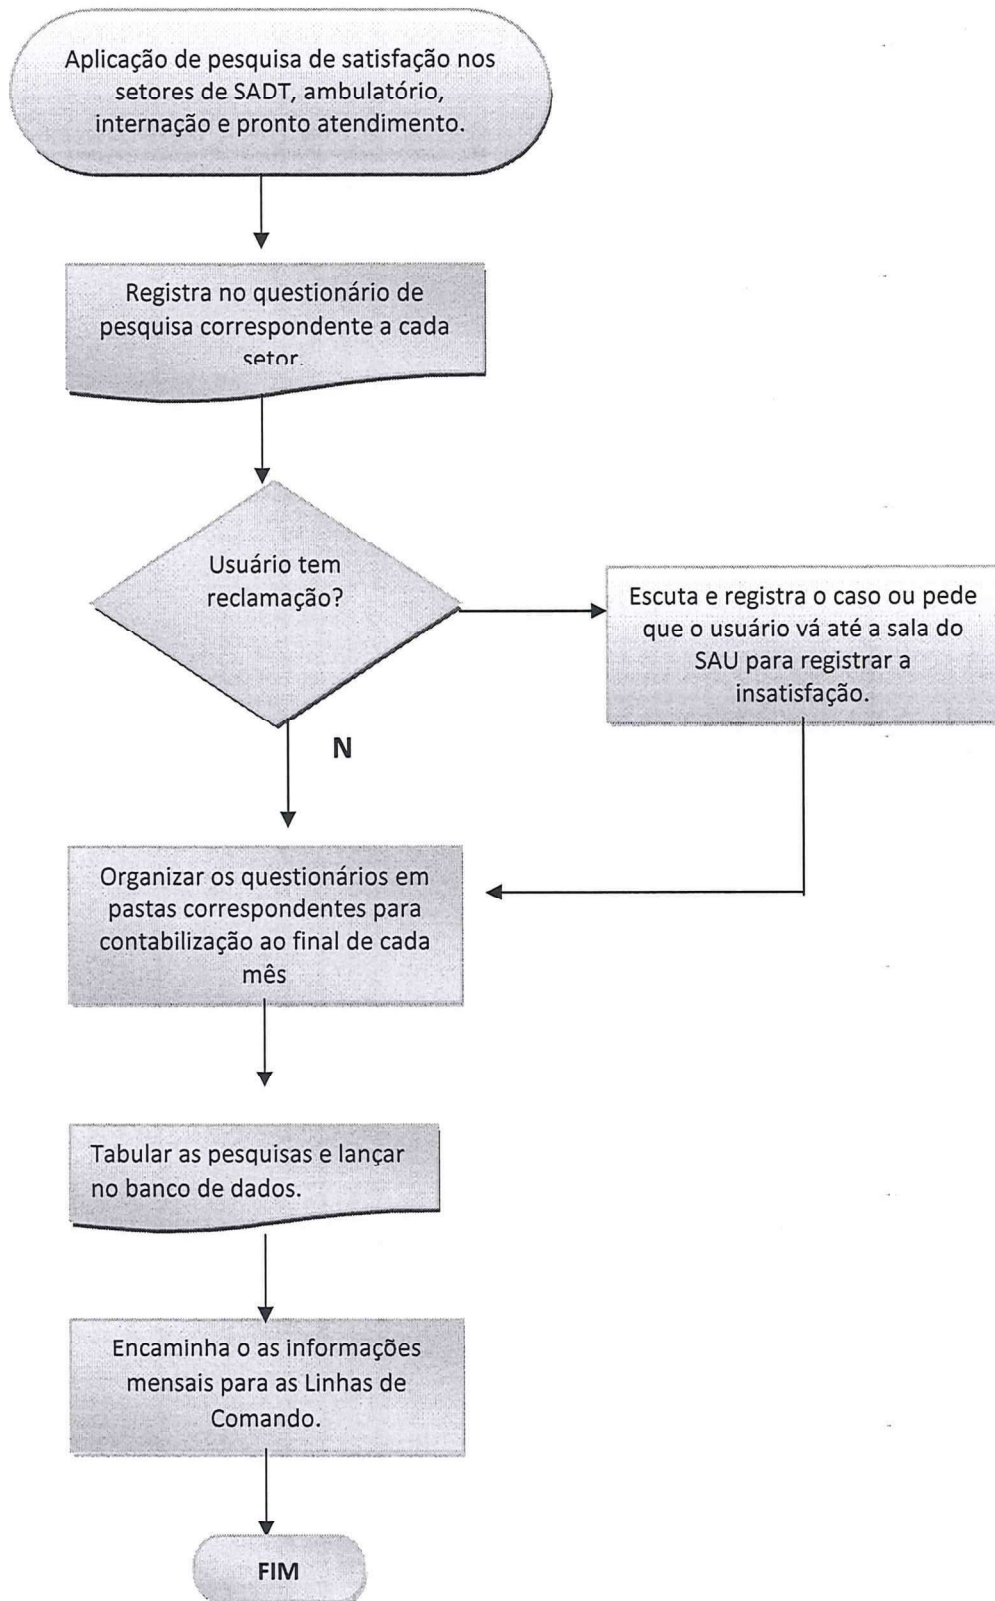 Aplicação de pesquisa de satisfação nos
setores de SADT, ambulatório,
internação e pronto atendimento.
Registra no questionário de
pesquisa correspondente a cada
setor.
Usuário tem
reclamação?
Escuta e registra o caso ou pede
que o usuário vá até a sala do
SAU para registrar a
insatisfação.
N
Organizar os questionários em
pastas correspondentes para
contabilização ao final de cada
mês
Tabular as pesquisas e lançar
no banco de dados.
Encaminha o as informações
mensais para as Linhas de
Comando.
FIM